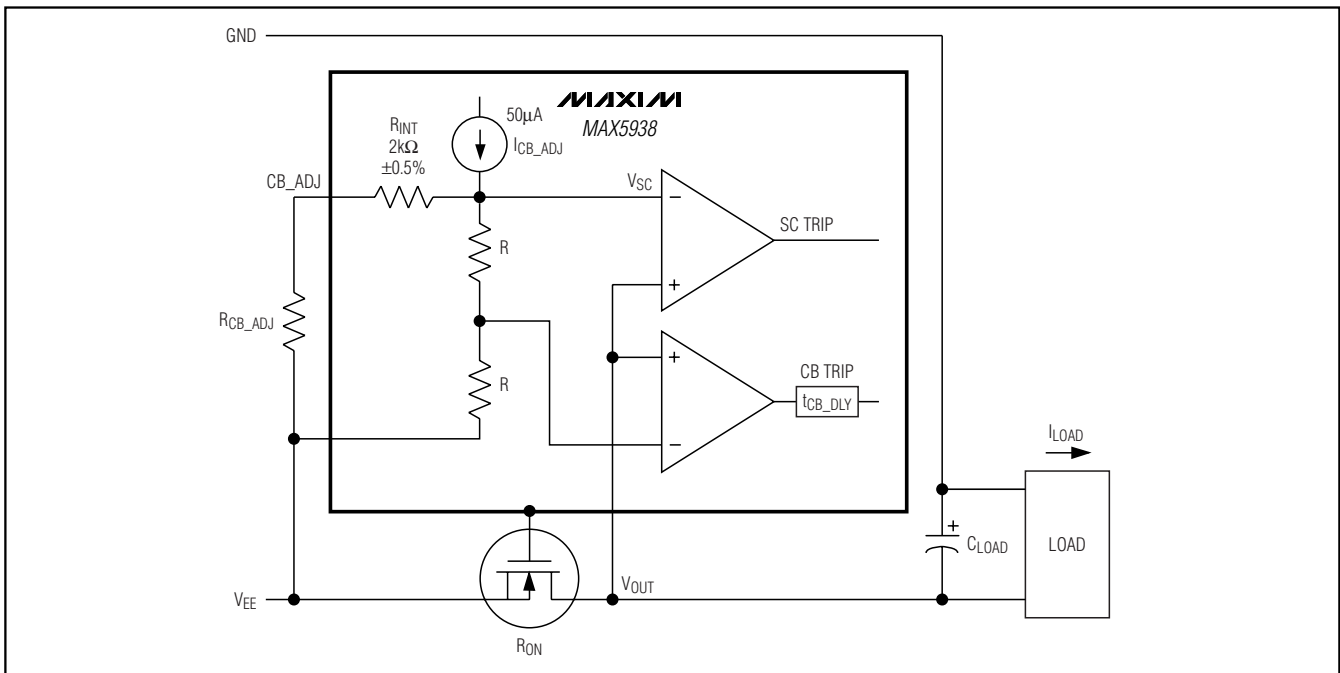 GND
MAXIM
MAX5938
50µA
I_CB_ADJ
R_INT
2kΩ
±0.5%
CB_ADJ
V_SC
−
SC TRIP
R
+
R_CB_ADJ
+
CB TRIP
t_CB_DLY
R
−
I_LOAD
+
C_LOAD
LOAD
V_EE
V_OUT
R_ON